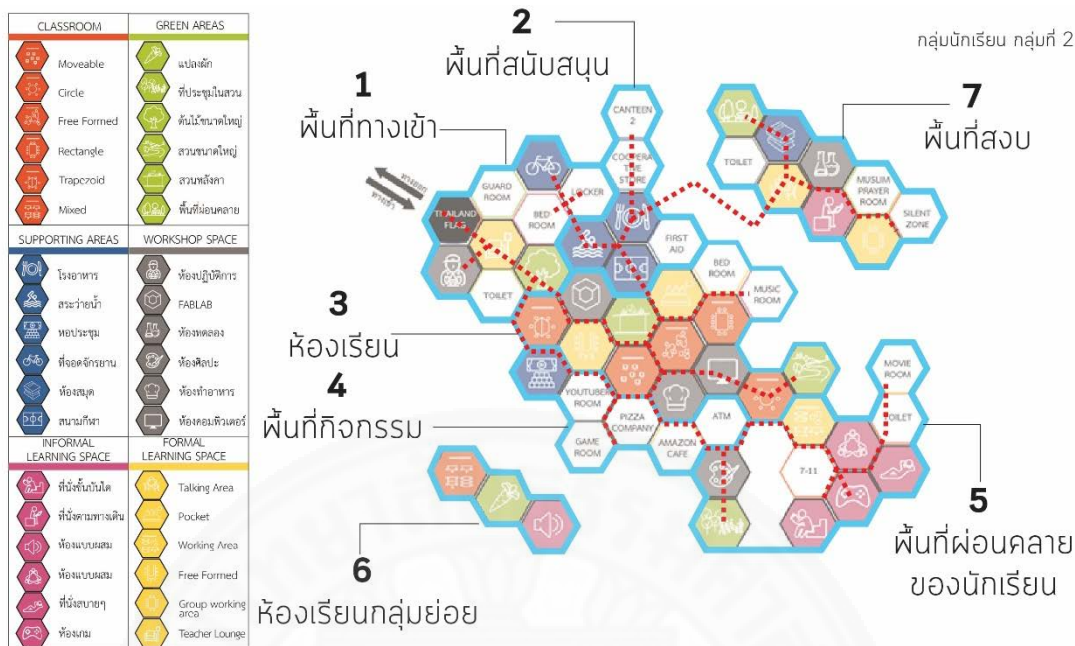 CLASSROOM
Moveable
Circle
Free Formed
Rectangle
Trapezoid
Mixed
GREEN AREAS
แปลงผัก
ที่ประชุมในสวน
ต้นไม้ขนาดใหญ่
สวนขนาดใหญ่
สวนหลังคา
พื้นที่ผ่อนคลาย
SUPPORTING AREAS
โรงอาหาร
สระว่ายน้ำ
หอประชุม
ที่จอดจักรยาน
ห้องสมุด
สนามกีฬา
WORKSHOP SPACE
ห้องปฏิบัติการ
FABLAB
ห้องทดลอง
ห้องศิลปะ
ห้องทำอาหาร
ห้องคอมพิวเตอร์
INFORMAL
LEARNING SPACE
ที่นั่งขั้นบันได
ที่นั่งตามทางเดิน
ห้องแบบผสม
ห้องแบบผสม
ที่นั่งสบายๆ
ห้องเกม
FORMAL
LEARNING SPACE
Talking Area
Pocket
Working Area
Free Formed
Group working
area
Teacher Lounge
กลุ่มนักเรียน กลุ่มที่ 2
1
พื้นที่ทางเข้า
2
พื้นที่สนับสนุน
3
ห้องเรียน
4
พื้นที่กิจกรรม
5
พื้นที่ผ่อนคลาย
ของนักเรียน
6
ห้องเรียนกลุ่มย่อย
7
พื้นที่สงบ
ทางออก
ทางเข้า
THAILAND
FLAG
GUARD
ROOM
BED
ROOM
LOCKER
TOILET
CANTEEN
2
COOPERA
TIVE
STORE
FIRST
AID
BED
ROOM
MUSIC
ROOM
YOUTUBER
ROOM
GAME
ROOM
PIZZA
COMPANY
AMAZON
CAFE
ATM
7-11
MOVIE
ROOM
TOILET
TOILET
MUSLIM
PRAYER
ROOM
SILENT
ZONE